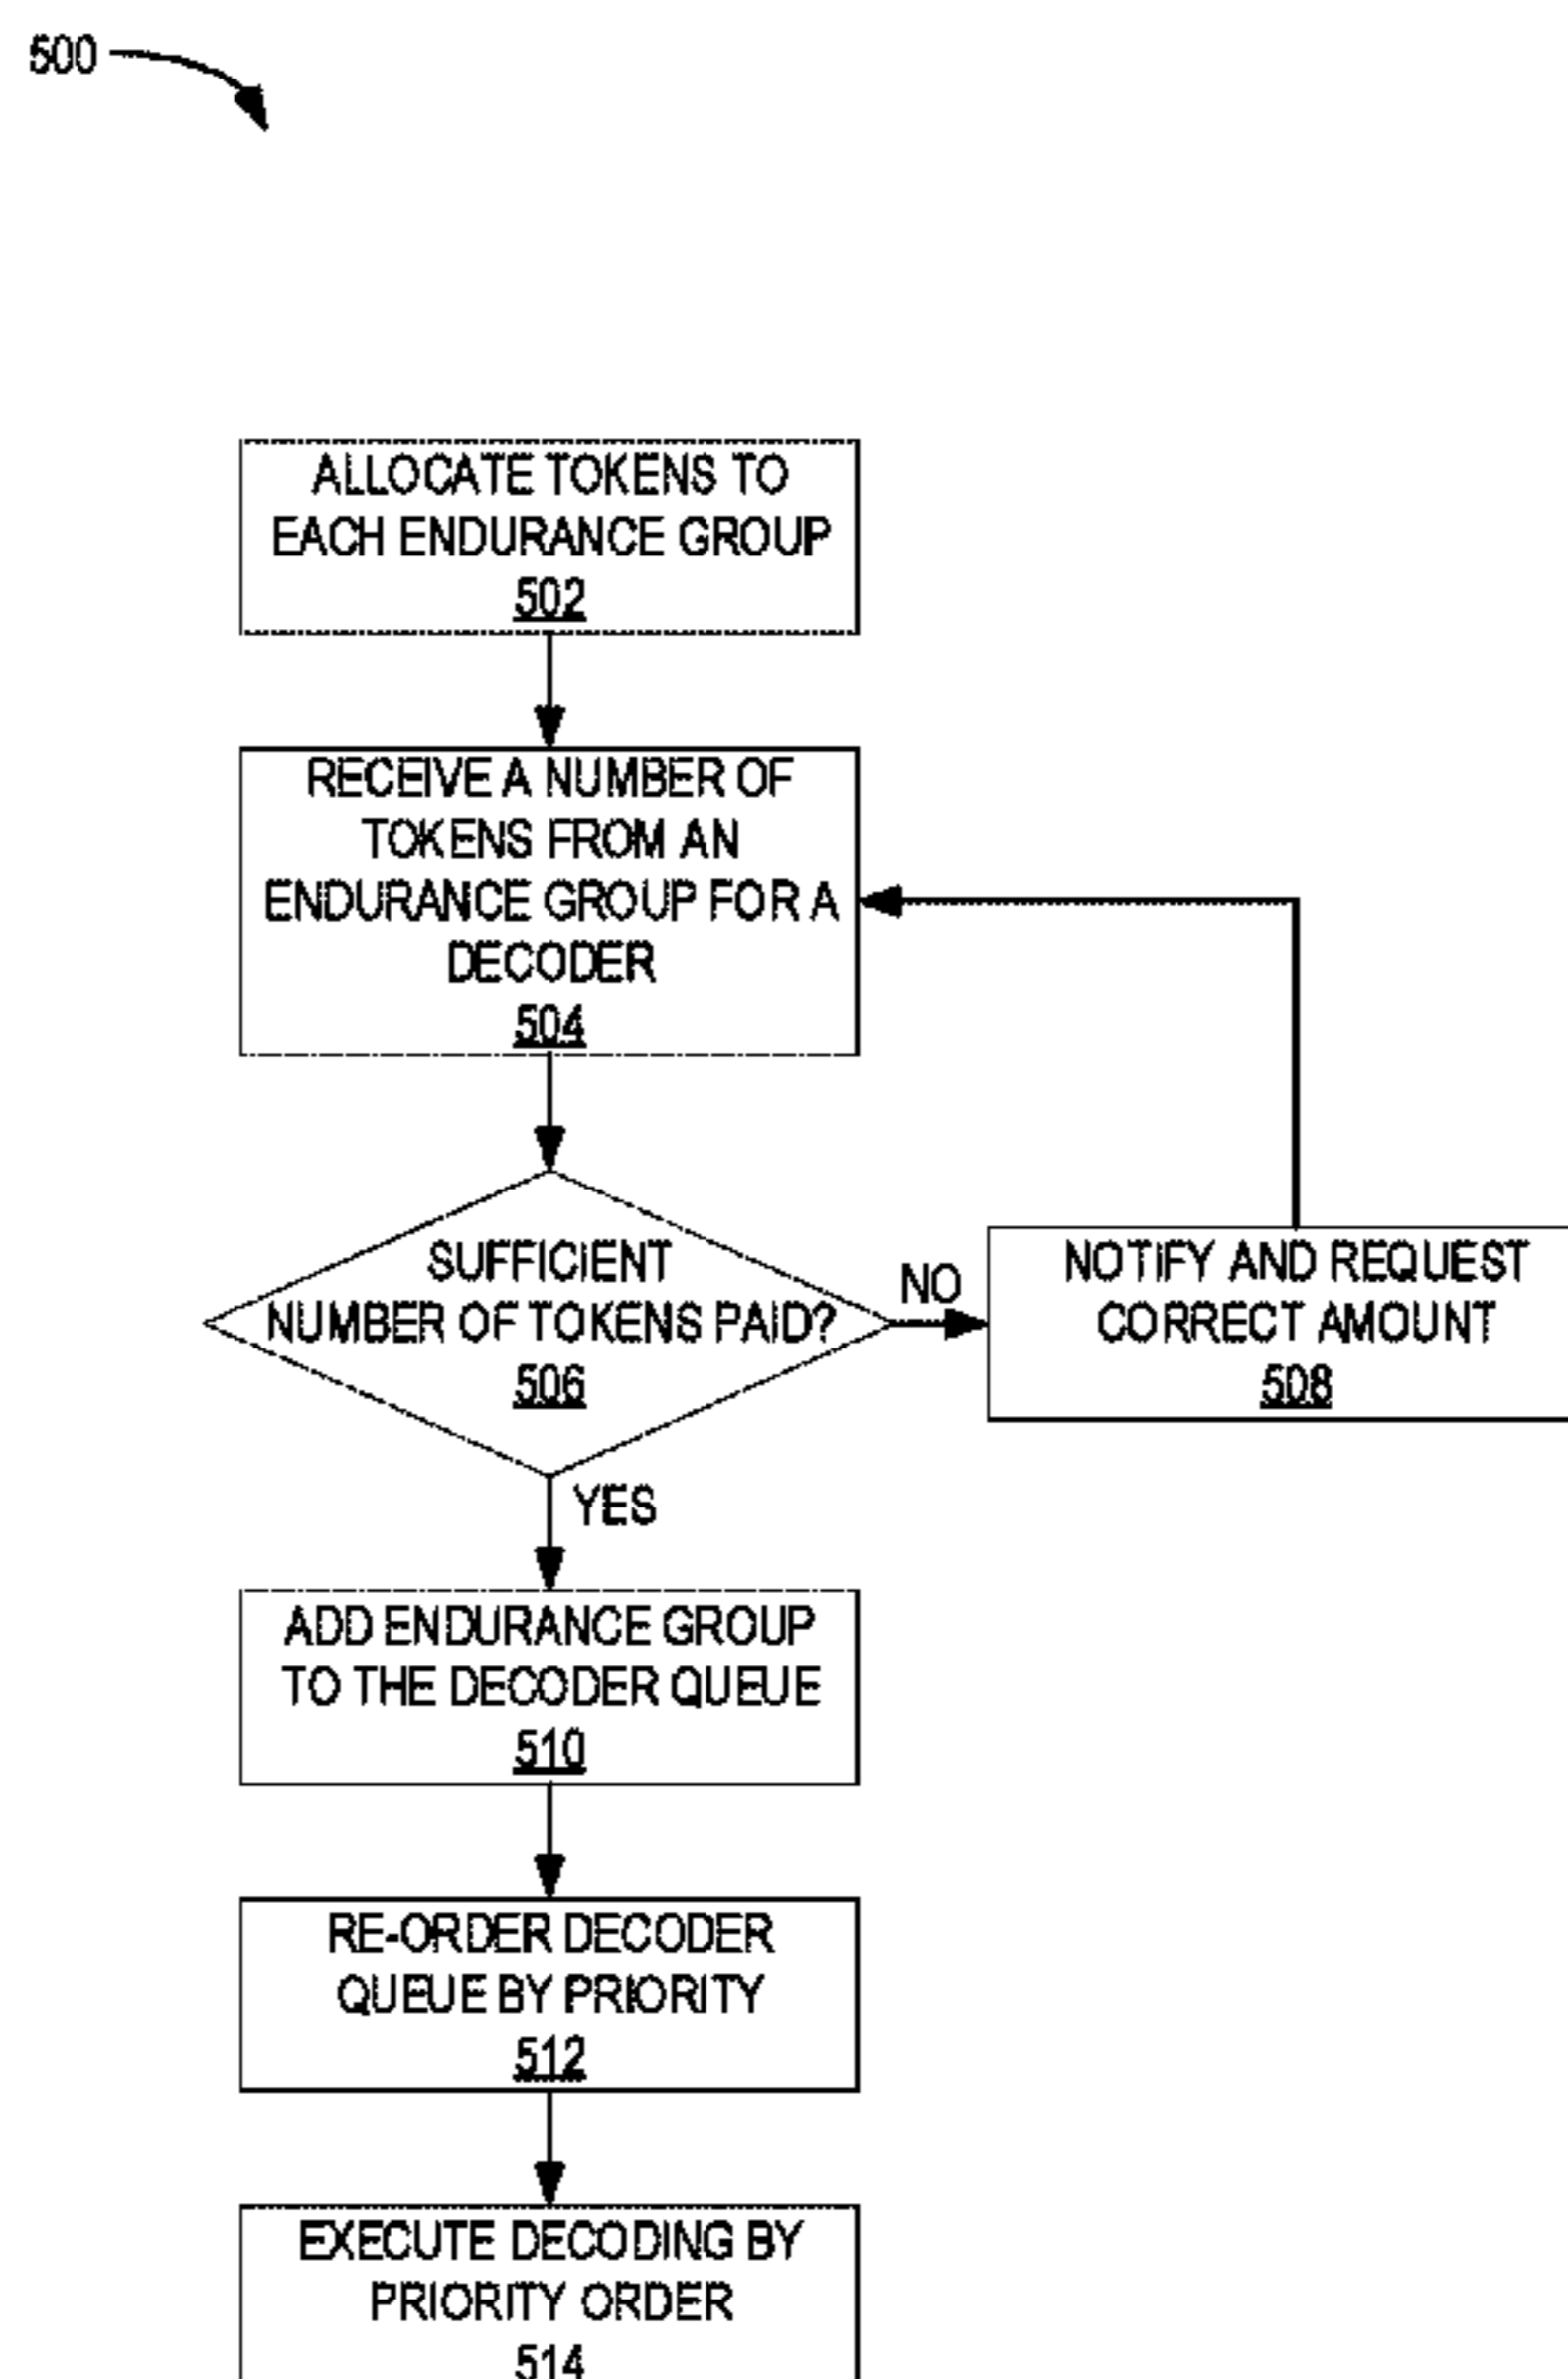 500
ALLOCATE TOKENS TO
EACH ENDURANCE GROUP
502
RECEIVE A NUMBER OF
TOKENS FROM AN
ENDURANCE GROUP FOR A
DECODER
504
SUFFICIENT
NUMBER OF TOKENS PAID?
506
NO
NOTIFY AND REQUEST
CORRECT AMOUNT
508
YES
ADD ENDURANCE GROUP
TO THE DECODER QUEUE
510
RE-ORDER DECODER
QUEUE BY PRIORITY
512
EXECUTE DECODING BY
PRIORITY ORDER
514